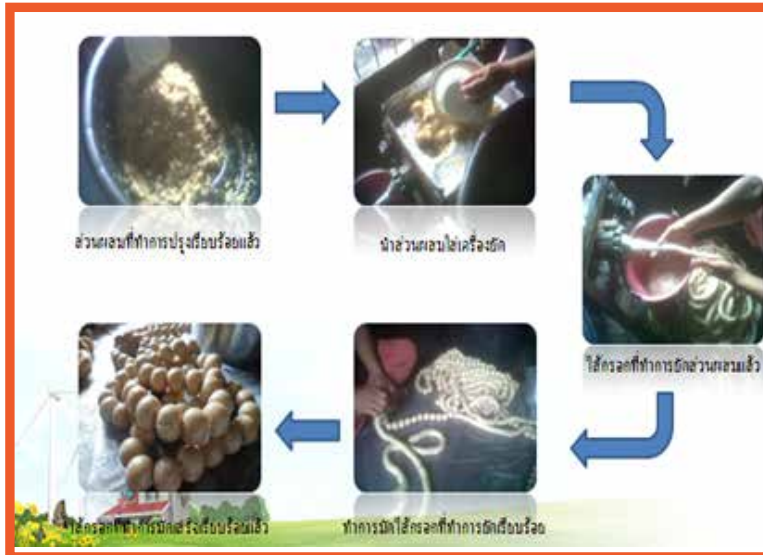 ส่วนผสมที่ทำการปรุงเรียบร้อยแล้ว
นำส่วนผสมใส่เครื่องยัด
ไส้กรอกที่ทำการยัดส่วนผสมแล้ว
ทำการมัดไส้กรอกที่ทำการยัดเรียบร้อย
ไส้กรอกที่ทำการมัดเสร็จเรียบร้อยแล้ว